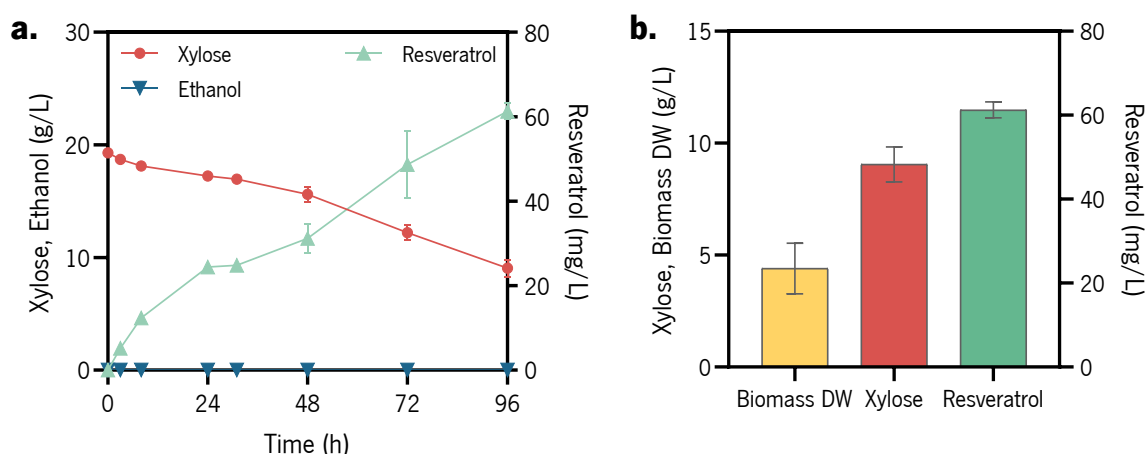 a.
Xylose
Ethanol
Resveratrol
Xylose, Ethanol (g/L)
30
20
10
0
80
60
40
20
0
Resveratrol (mg/L)
0 24 48 72 96
Time (h)
b.
Xylose, Biomass DW (g/L)
15
10
5
0
80
60
40
20
0
Resveratrol (mg/L)
Biomass DW Xylose Resveratrol